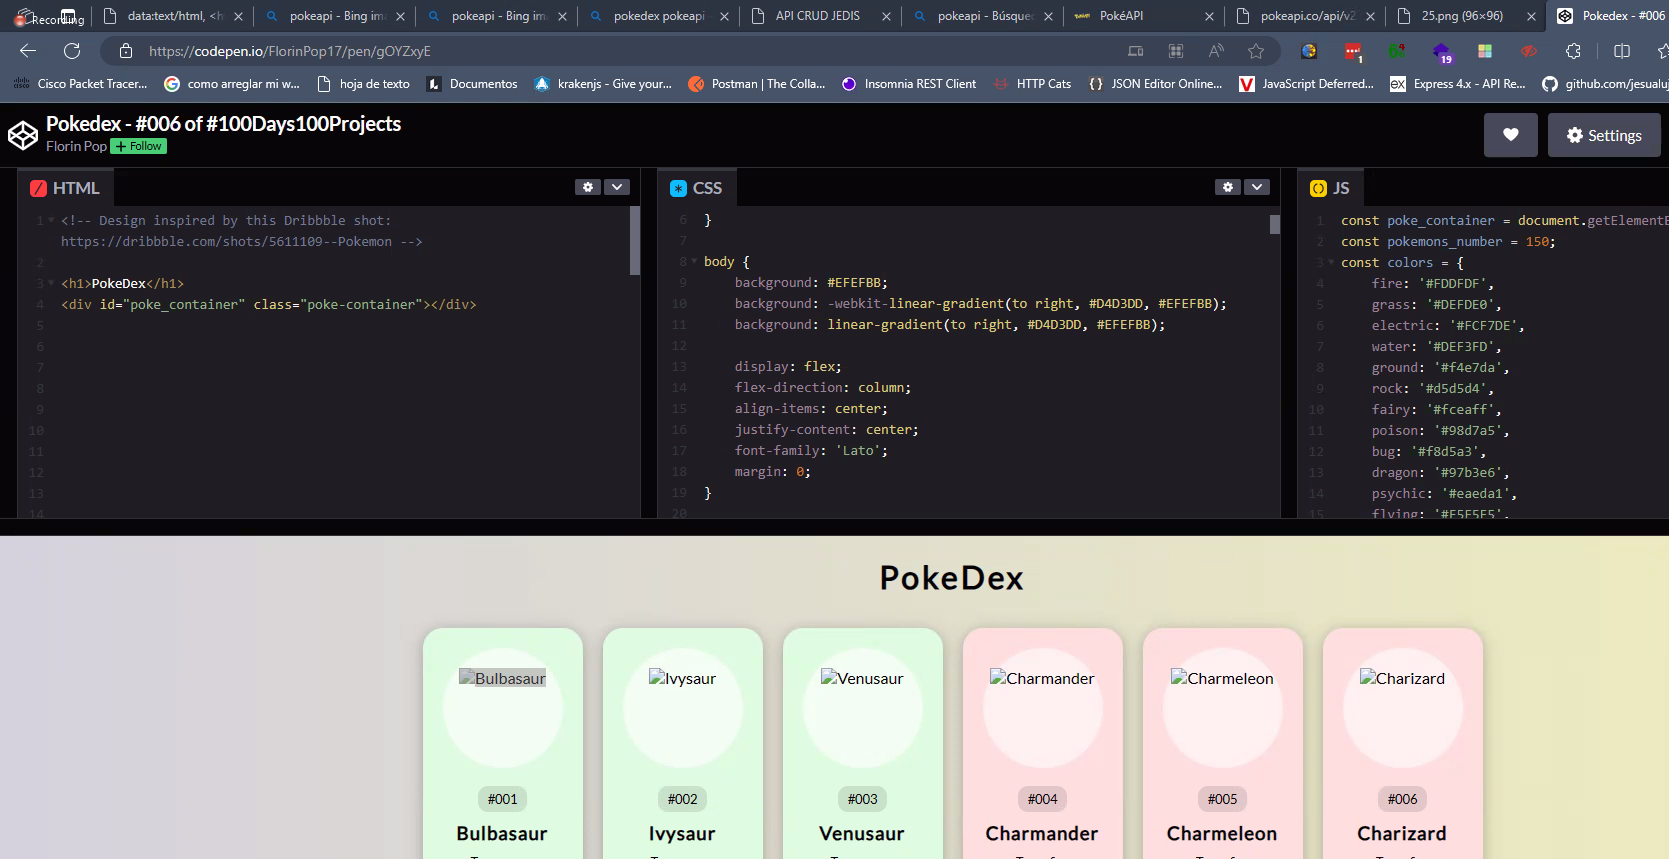 Recording
data:text/html, <h
pokeapi - Bing im
pokeapi - Bing im
pokedex pokeapi
API CRUD JEDIS
pokeapi - Búsque
PokéAPI
pokeapi.co/api/v2
25.png (96×96)
Pokedex - #006
https://codepen.io/FlorinPop17/pen/gOYZxyE
1
19
4
Cisco Packet Tracer...
como arreglar mi w...
hoja de texto
Documentos
krakenjs - Give your...
Postman | The Colla...
Insomnia REST Client
HTTP Cats
JSON Editor Online...
JavaScript Deferred...
Express 4.x - API Re...
github.com/jesualuj
Pokedex - #006 of #100Days100Projects
Florin Pop + Follow
Settings
HTML
1 <!-- Design inspired by this Dribbble shot:
https://dribbble.com/shots/5611109--Pokemon -->
2
3 <h1>PokeDex</h1>
4 <div id="poke_container" class="poke-container"></div>
5
6
7
8
9
10
11
12
13
14
CSS
6 }
7
8 body {
9 background: #EFEFBB;
10 background: -webkit-linear-gradient(to right, #D4D3DD, #EFEFBB);
11 background: linear-gradient(to right, #D4D3DD, #EFEFBB);
12
13 display: flex;
14 flex-direction: column;
15 align-items: center;
16 justify-content: center;
17 font-family: 'Lato';
18 margin: 0;
19 }
20
JS
1 const poke_container = document.getElementB
2 const pokemons_number = 150;
3 const colors = {
4 fire: '#FDDFDF',
5 grass: '#DEFDE0',
6 electric: '#FCF7DE',
7 water: '#DEF3FD',
8 ground: '#f4e7da',
9 rock: '#d5d5d4',
10 fairy: '#fceaff',
11 poison: '#98d7a5',
12 bug: '#f8d5a3',
13 dragon: '#97b3e6',
14 psychic: '#eaeda1',
15 flying: '#F5F5F5',
PokeDex
Bulbasaur
#001
Bulbasaur
Ivysaur
#002
Ivysaur
Venusaur
#003
Venusaur
Charmander
#004
Charmander
Charmeleon
#005
Charmeleon
Charizard
#006
Charizard